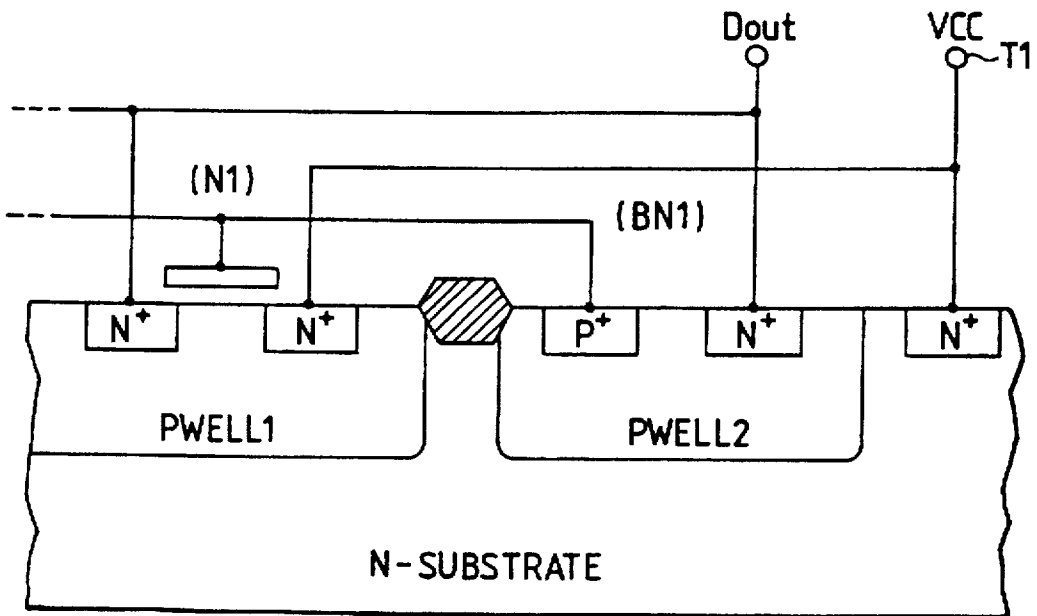 Dout VCC
T1
(N1)
(BN1)
N+ N+ P+ N+ N+
PWELL1 PWELL2
N-SUBSTRATE